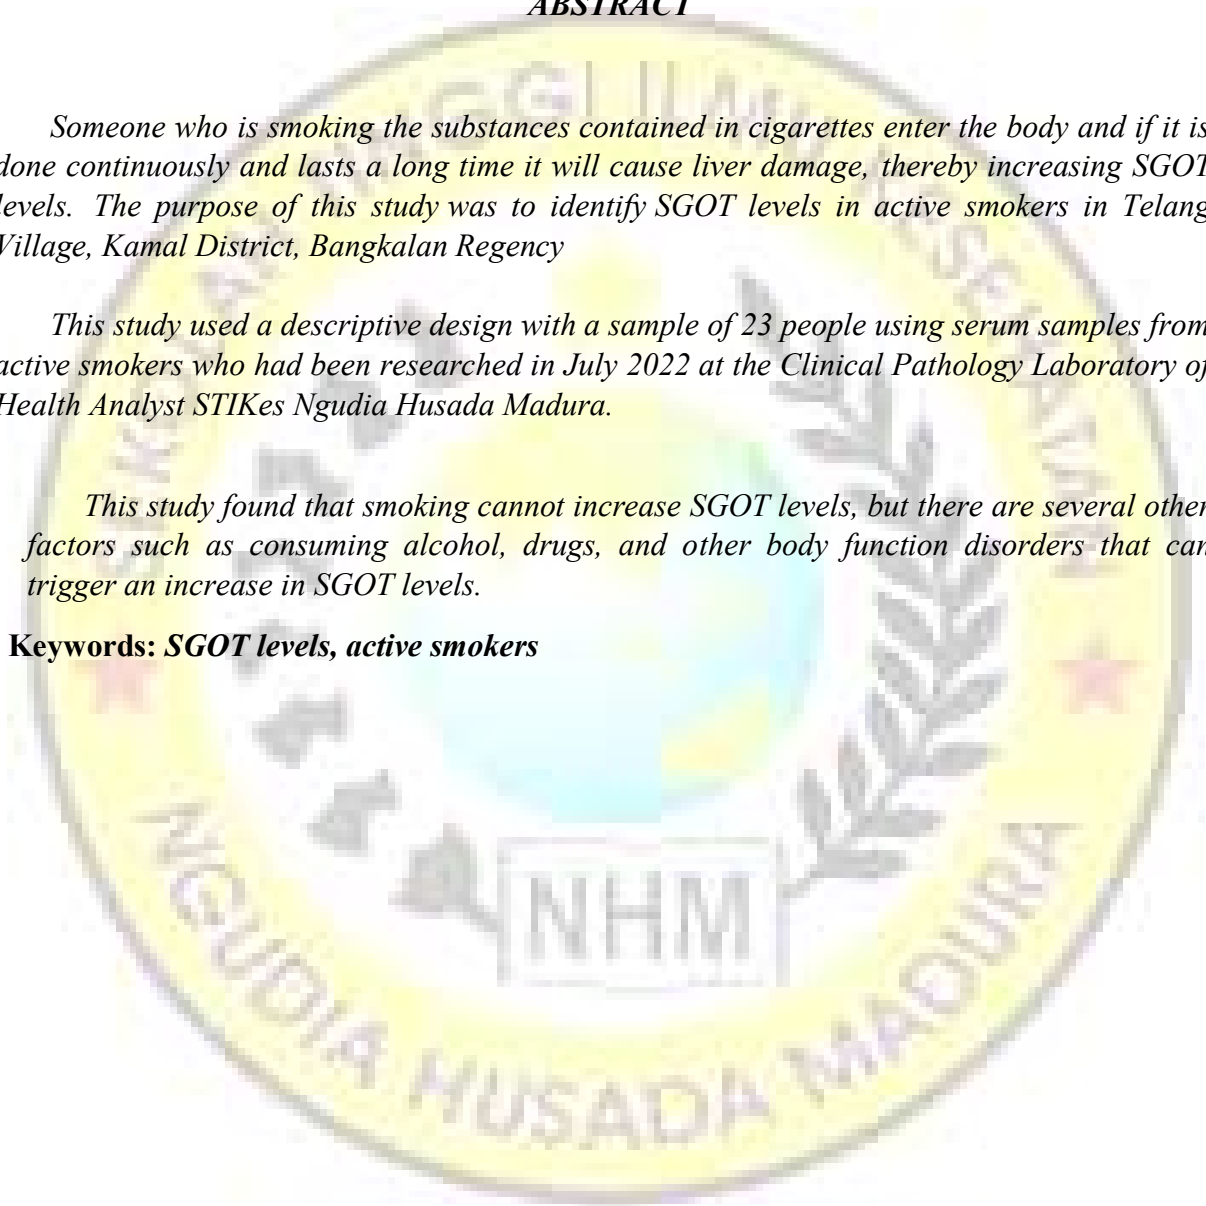 ABSTRACT
Someone who is smoking the substances contained in cigarettes enter the body and if it is
done continuously and lasts a long time it will cause liver damage, thereby increasing SGOT
levels. The purpose of this study was to identify SGOT levels in active smokers in Telang
Village, Kamal District, Bangkalan Regency
This study used a descriptive design with a sample of 23 people using serum samples from
active smokers who had been researched in July 2022 at the Clinical Pathology Laboratory of
Health Analyst STIKes Ngudia Husada Madura.
This study found that smoking cannot increase SGOT levels, but there are several other
factors such as consuming alcohol, drugs, and other body function disorders that can
trigger an increase in SGOT levels.
Keywords: SGOT levels, active smokers
NHM
NGUDIA HUSADA MADURA